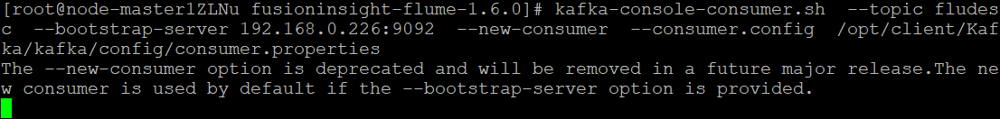 [root@node-master1ZLNu fusioninsight-flume-1.6.0]# kafka-console-consumer.sh  --topic fludes
c  --bootstrap-server 192.168.0.226:9092  --new-consumer  --consumer.config  /opt/client/Kaf
ka/kafka/config/consumer.properties
The --new-consumer option is deprecated and will be removed in a future major release.The ne
w consumer is used by default if the --bootstrap-server option is provided.